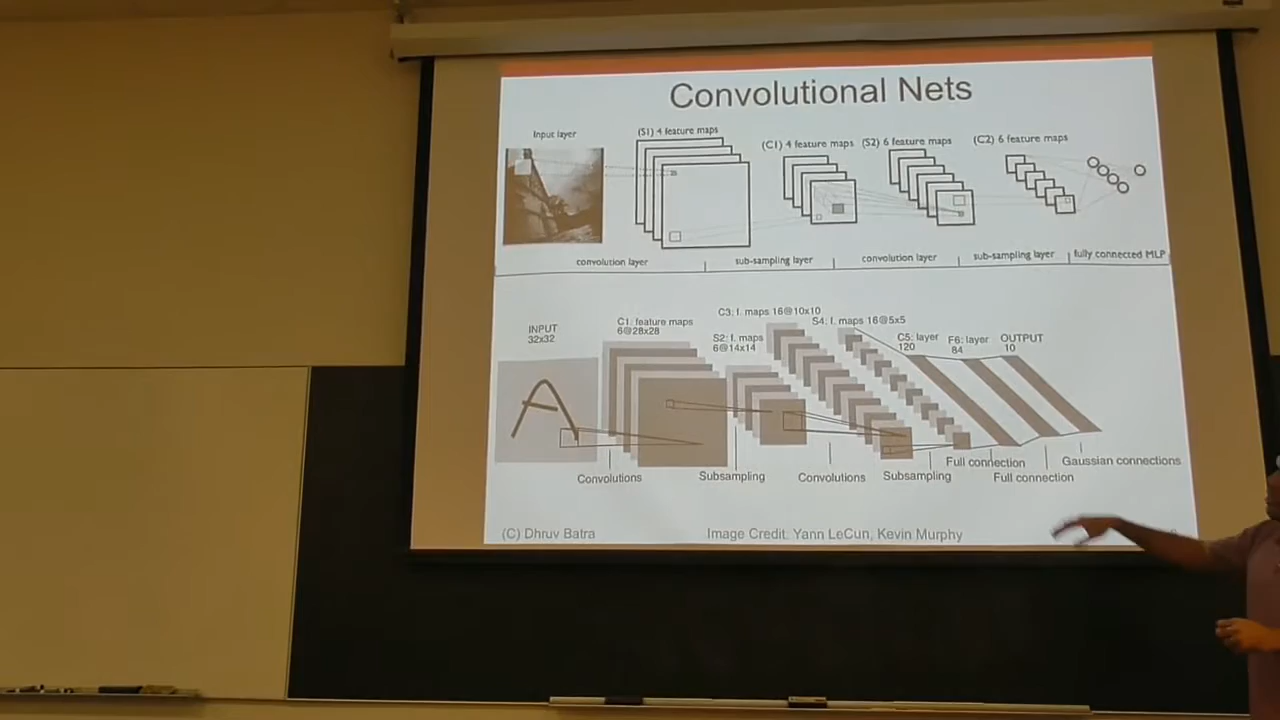 Convolutional Nets
Input layer
(S1) 4 feature maps
(C1) 4 feature maps
(S2) 6 feature maps
(C2) 6 feature maps
convolution layer
sub-sampling layer
convolution layer
sub-sampling layer
fully connected MLP
INPUT
32x32
C1: feature maps
6@28x28
C3: f. maps 16@10x10
S2: f. maps
6@14x14
S4: f. maps 16@5x5
C5: layer
120
F6: layer
84
OUTPUT
10
A
Convolutions
Subsampling
Convolutions
Subsampling
Full connection
Full connection
Gaussian connections
(C) Dhruv Batra
Image Credit: Yann LeCun, Kevin Murphy